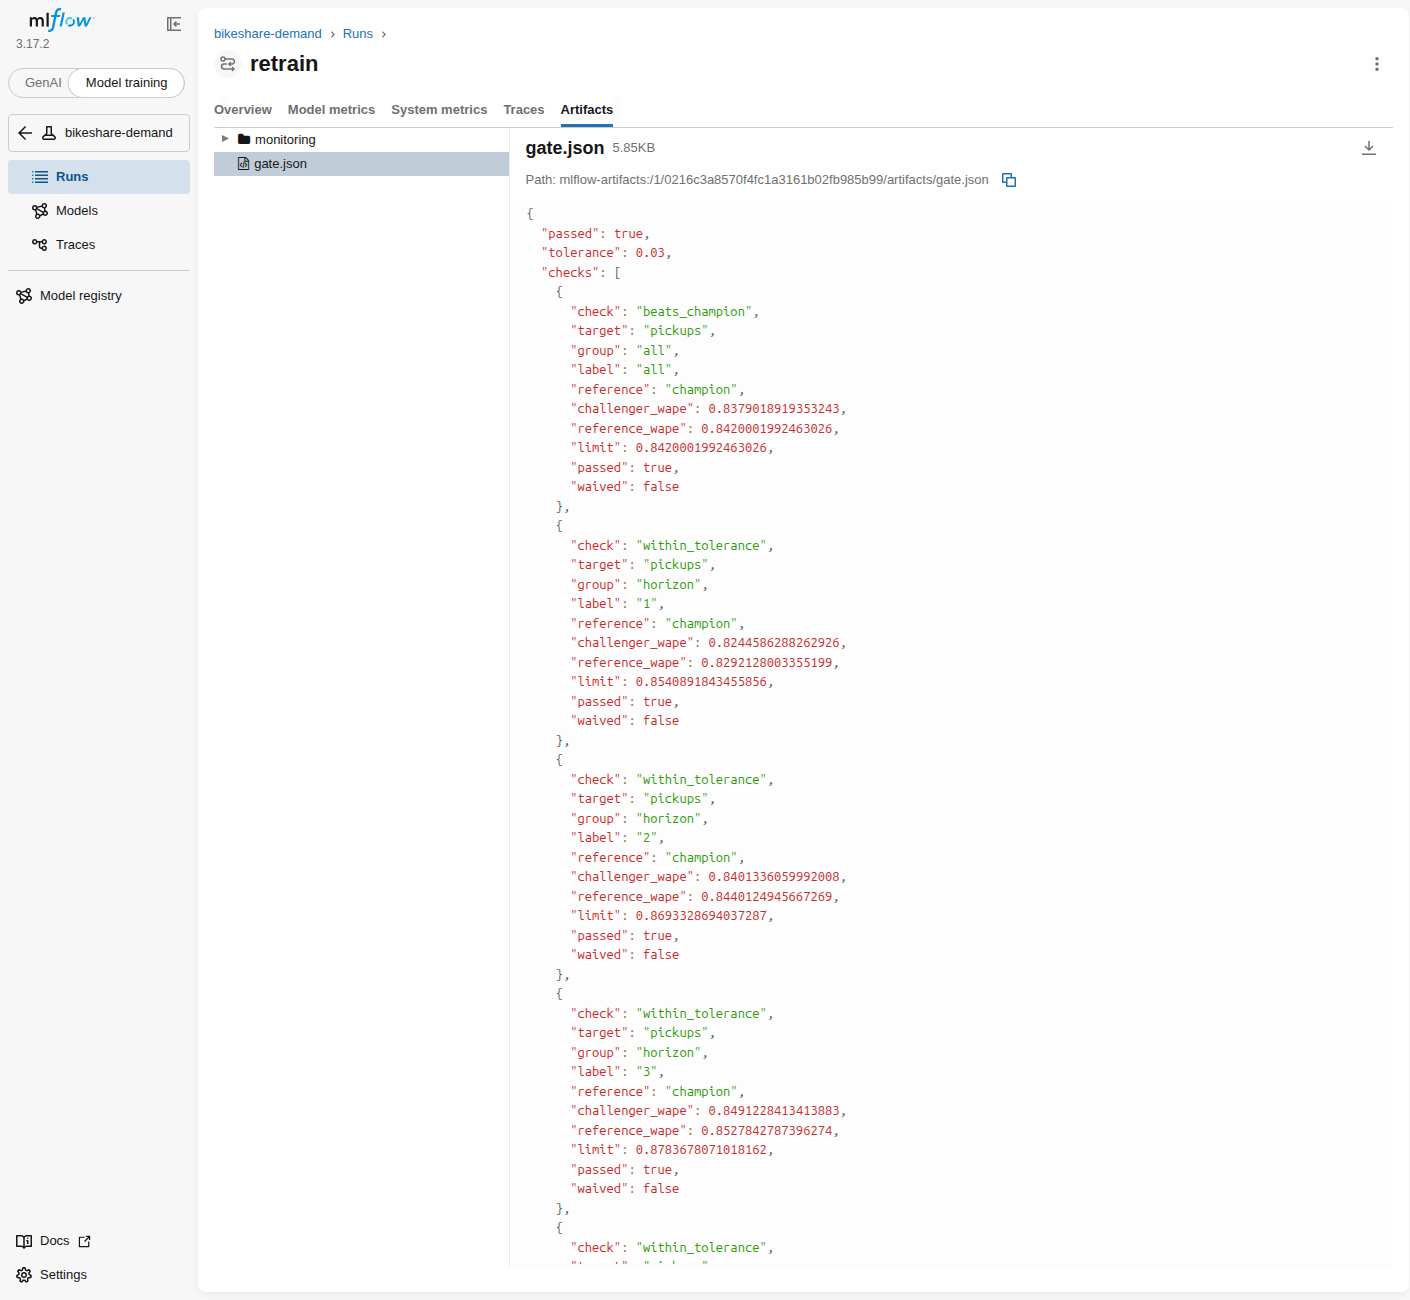 mlflow
3.17.2
GenAI
Model training
bikeshare-demand
Runs
Models
Traces
Model registry
Docs
Settings
bikeshare-demand > Runs >
retrain
Overview
Model metrics
System metrics
Traces
Artifacts
monitoring
gate.json
gate.json 5.85KB
Path: mlflow-artifacts:/1/0216c3a8570f4fc1a3161b02fb985b99/artifacts/gate.json
{
"passed": true,
"tolerance": 0.03,
"checks": [
{
"check": "beats_champion",
"target": "pickups",
"group": "all",
"label": "all",
"reference": "champion",
"challenger_wape": 0.8379018919353243,
"reference_wape": 0.8420001992463026,
"limit": 0.8420001992463026,
"passed": true,
"waived": false
},
{
"check": "within_tolerance",
"target": "pickups",
"group": "horizon",
"label": "1",
"reference": "champion",
"challenger_wape": 0.8244586288262926,
"reference_wape": 0.8292128003355199,
"limit": 0.8540891843455856,
"passed": true,
"waived": false
},
{
"check": "within_tolerance",
"target": "pickups",
"group": "horizon",
"label": "2",
"reference": "champion",
"challenger_wape": 0.8401336059992008,
"reference_wape": 0.8440124945667269,
"limit": 0.8693328694037287,
"passed": true,
"waived": false
},
{
"check": "within_tolerance",
"target": "pickups",
"group": "horizon",
"label": "3",
"reference": "champion",
"challenger_wape": 0.8491228413413883,
"reference_wape": 0.8527842787396274,
"limit": 0.8783678071018162,
"passed": true,
"waived": false
},
{
"check": "within_tolerance",